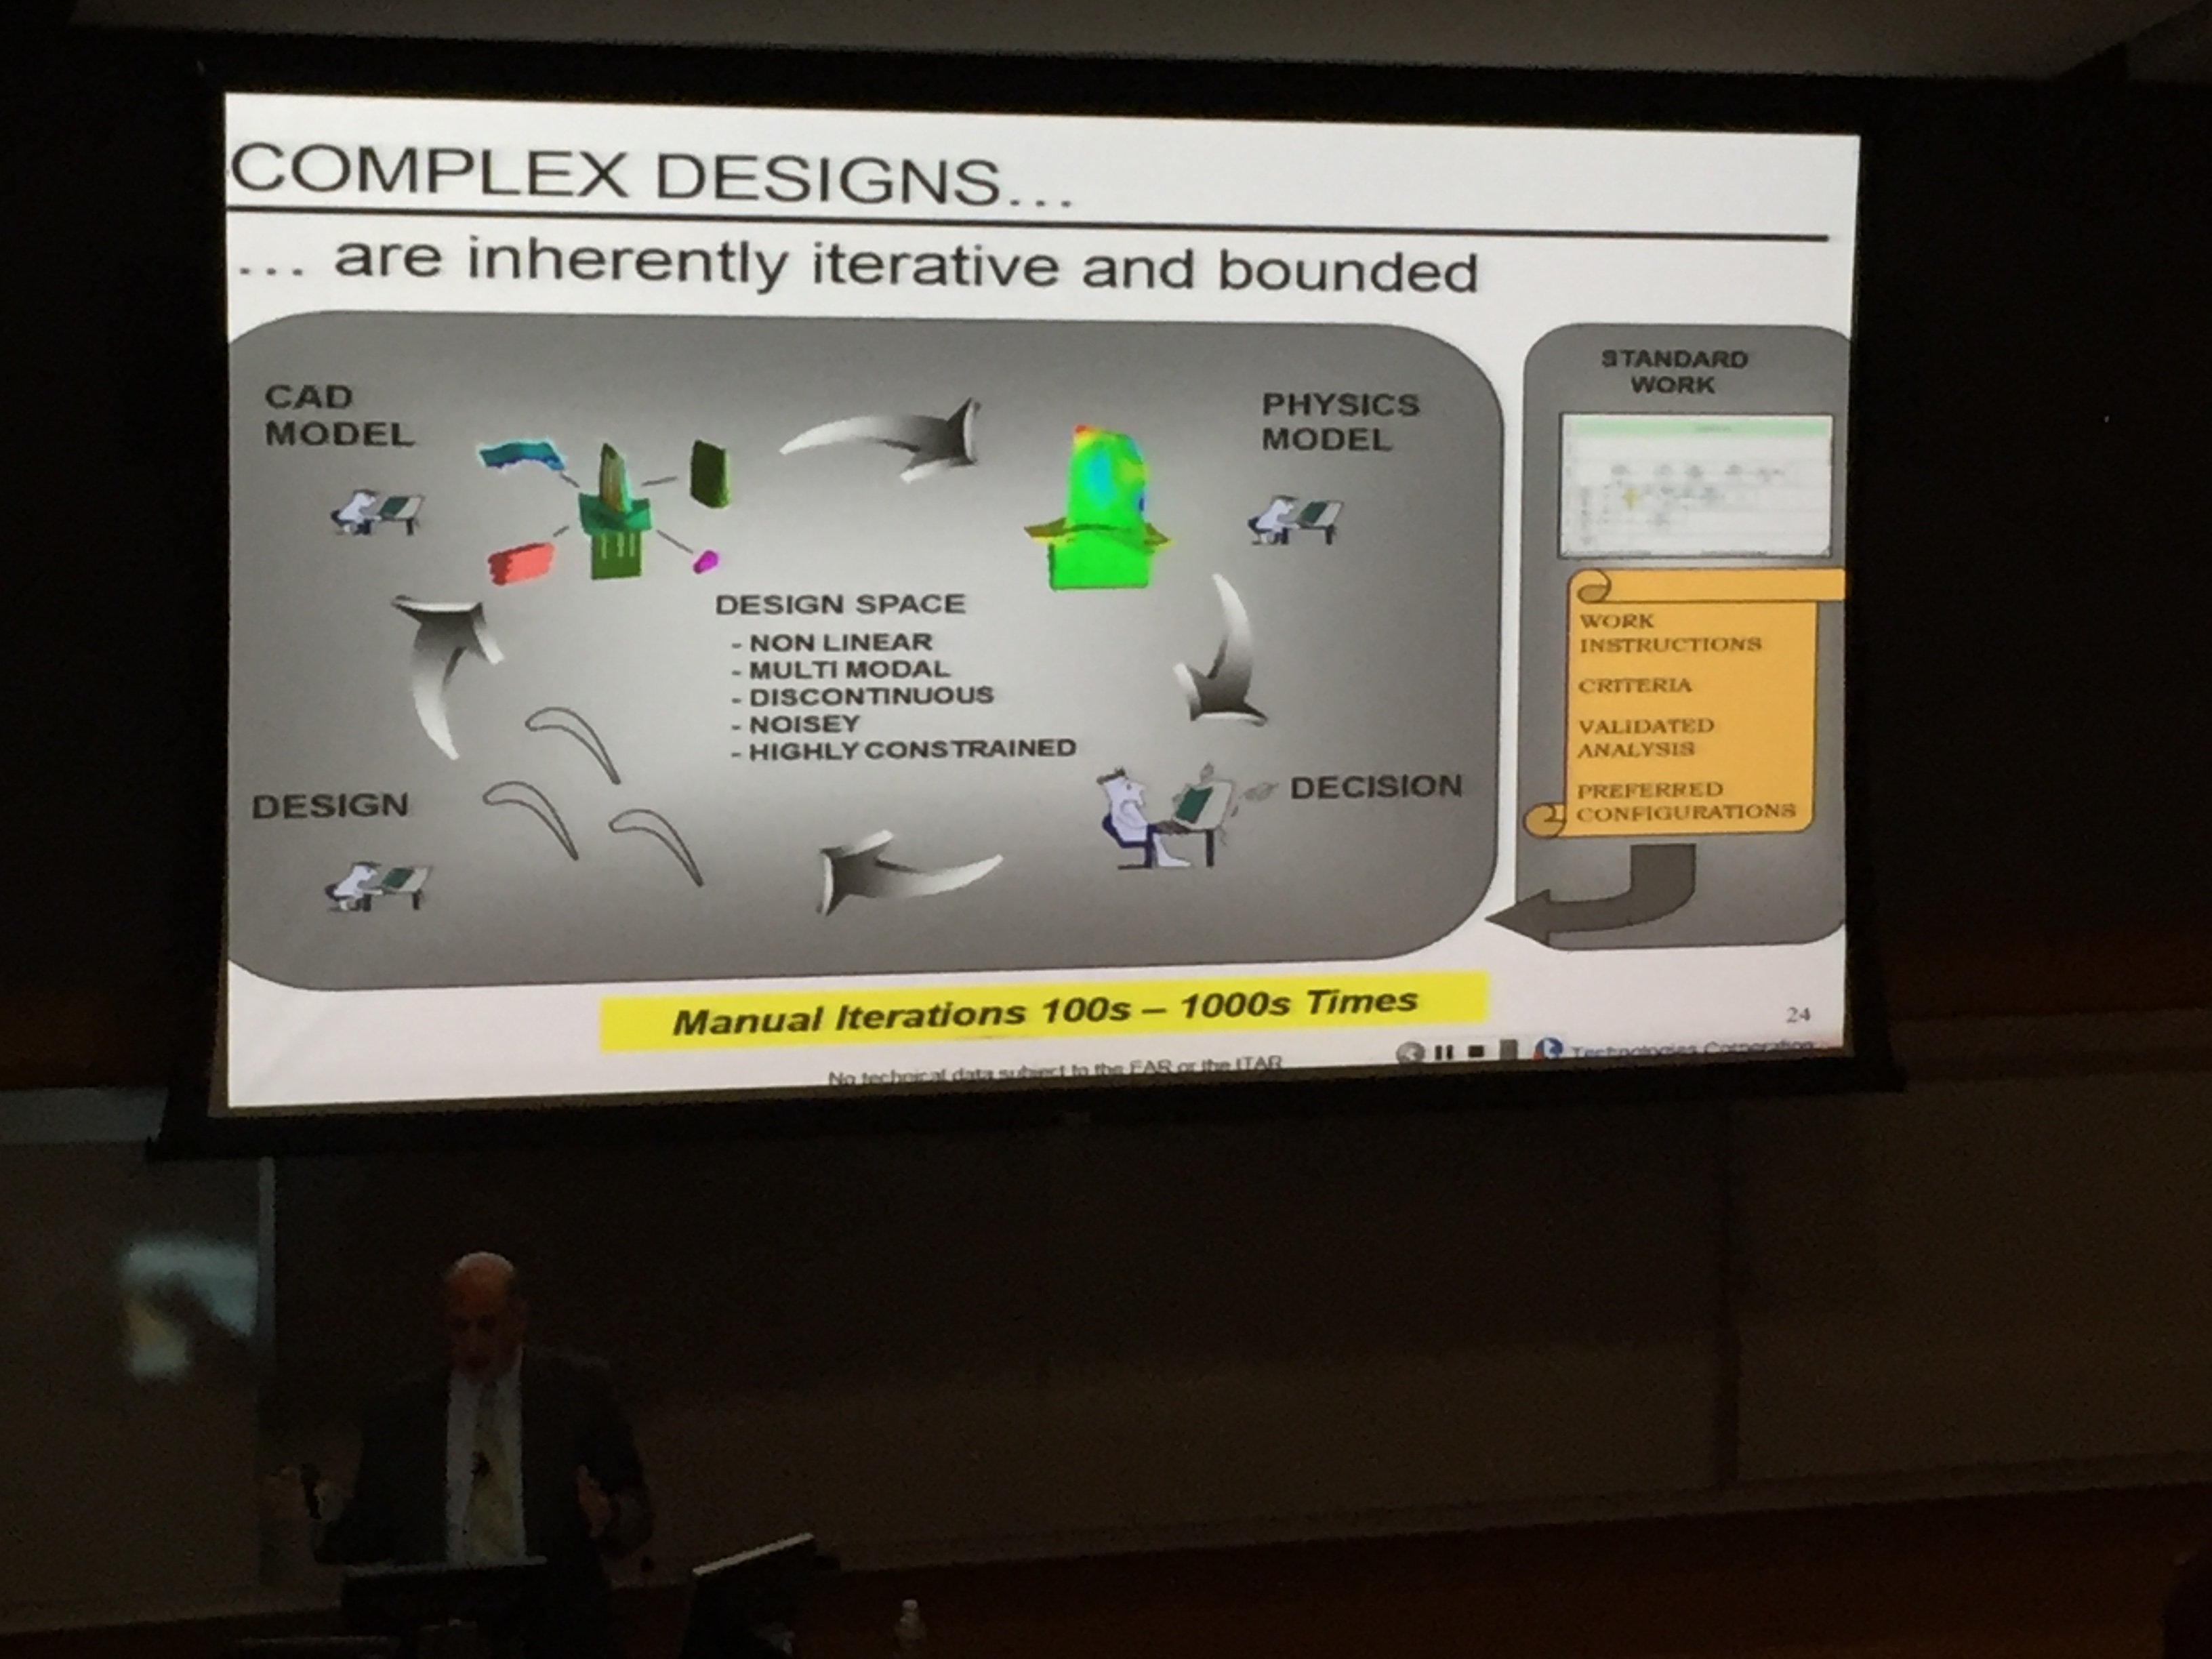 COMPLEX DESIGNS...
... are inherently iterative and bounded
CAD
MODEL
PHYSICS
MODEL
DESIGN SPACE
- NON LINEAR
- MULTI MODAL
- DISCONTINUOUS
- NOISEY
- HIGHLY CONSTRAINED
DESIGN
DECISION
STANDARD
WORK
WORK
INSTRUCTIONS
CRITERIA
VALIDATED
ANALYSIS
PREFERRED
CONFIGURATIONS
Manual Iterations 100s – 1000s Times
24
Technologies Corporation
No technical data subject to the EAR or the ITAR